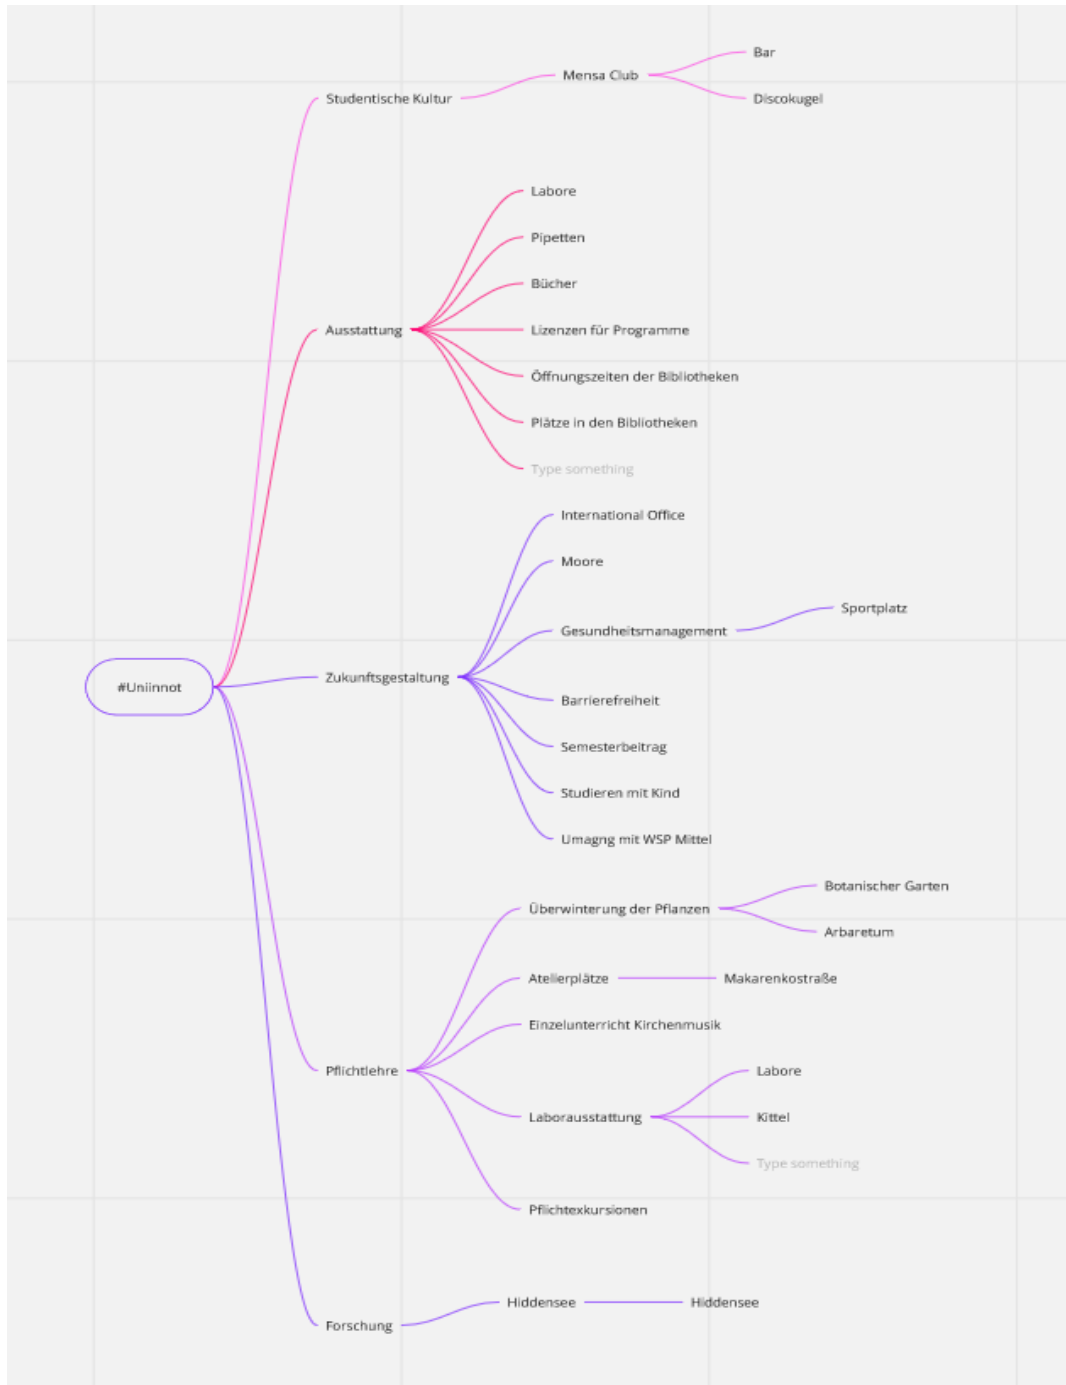 Bar
Mensa Club
Studentische Kultur
Discokugel
Labore
Pipetten
Bücher
Ausstattung
Lizenzen für Programme
Öffnungszeiten der Bibliotheken
Plätze in den Bibliotheken
Type something
International Office
Moore
Sportplatz
Gesundheitsmanagement
Zukunftsgestaltung
#Uniinnot
Barrierefreiheit
Semesterbeitrag
Studieren mit Kind
Umagng mit WSP Mittel
Botanischer Garten
Überwinterung der Pflanzen
Arbaretum
Atelierplätze
Makarenkostraße
Einzelunterricht Kirchenmusik
Pflichtlehre
Labore
Laborausstattung
Kittel
Type something
Pflichtexkursionen
Hiddensee
Hiddensee
Forschung